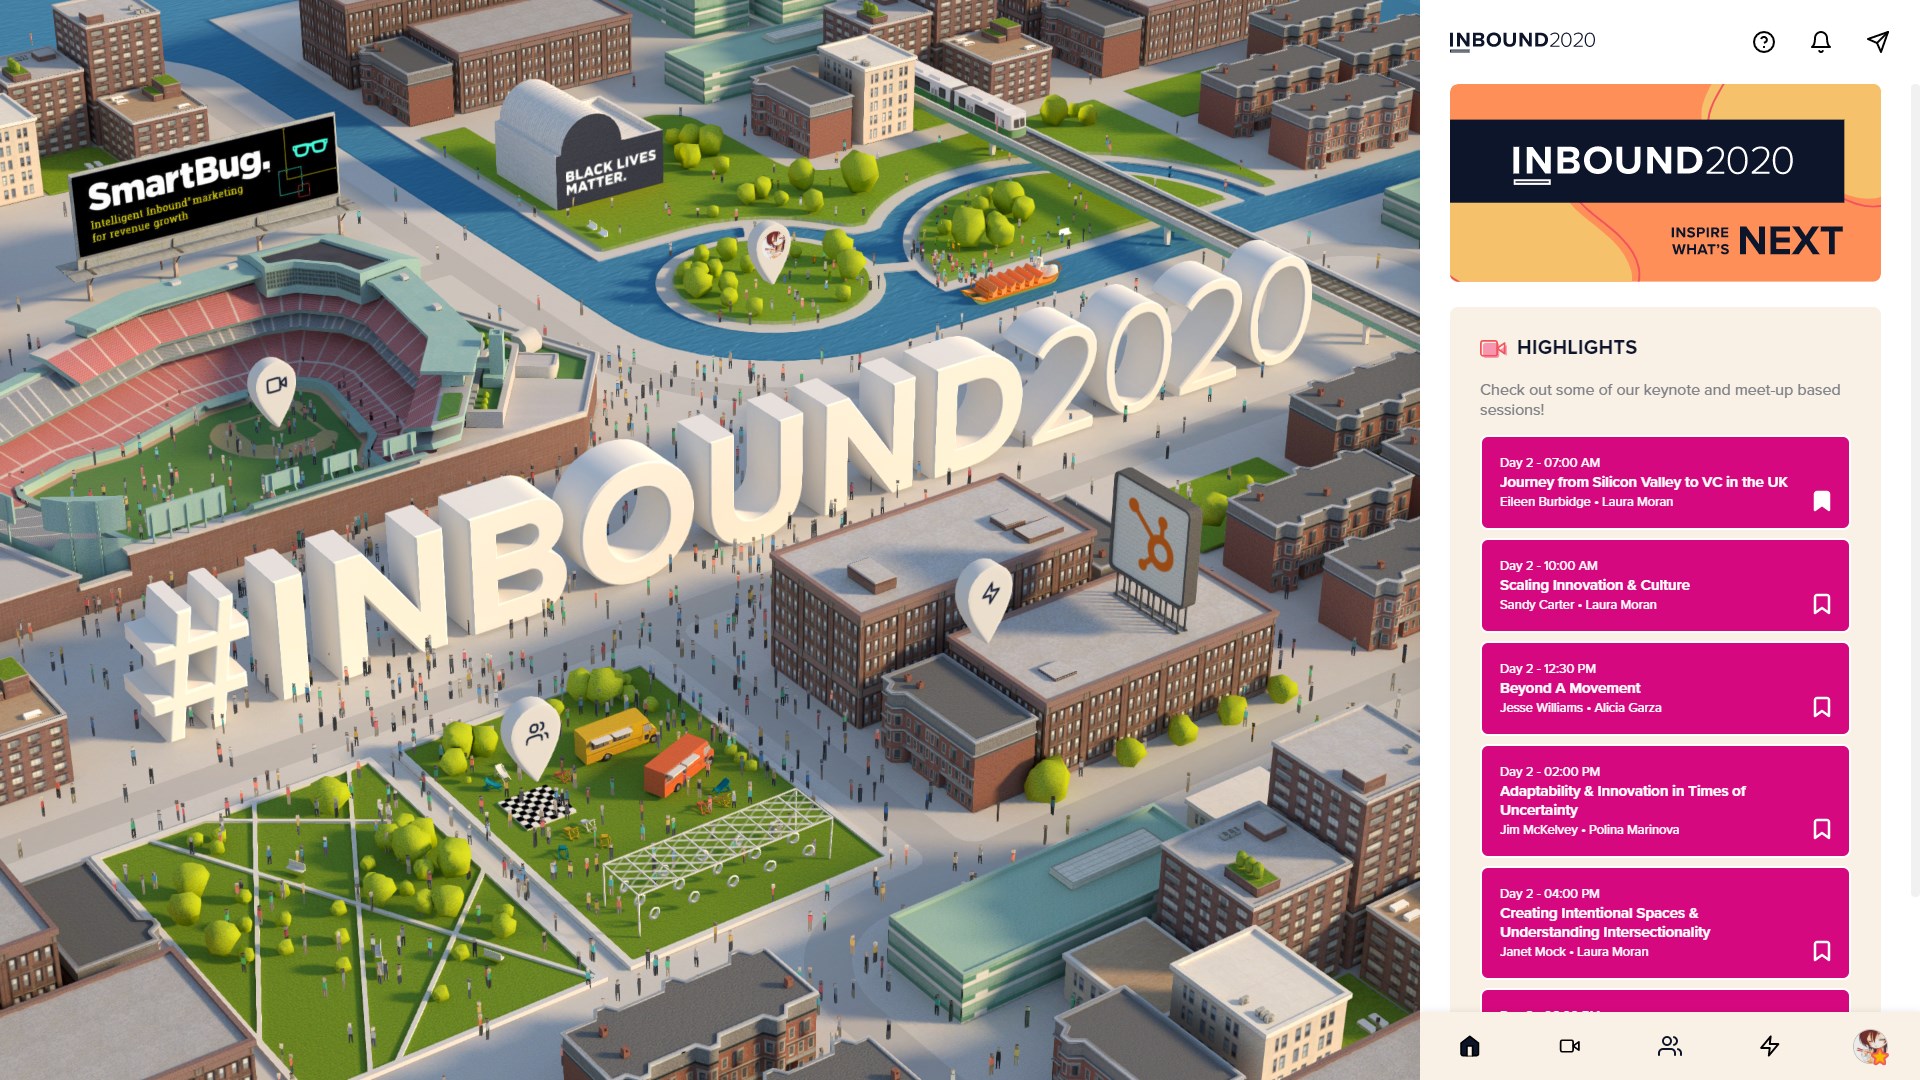 SmartBug.
Intelligent Inbound® marketing
for revenue growth
BLACK LIVES
MATTER.
#INBOUND2020
INBOUND2020
INBOUND2020
INSPIRE
WHAT'S
NEXT
HIGHLIGHTS
Check out some of our keynote and meet-up based
sessions!
Day 2 - 07:00 AM
Journey from Silicon Valley to VC in the UK
Eileen Burbidge • Laura Moran
Day 2 - 10:00 AM
Scaling Innovation & Culture
Sandy Carter • Laura Moran
Day 2 - 12:30 PM
Beyond A Movement
Jesse Williams • Alicia Garza
Day 2 - 02:00 PM
Adaptability & Innovation in Times of
Uncertainty
Jim McKelvey • Polina Marinova
Day 2 - 04:00 PM
Creating Intentional Spaces &
Understanding Intersectionality
Janet Mock • Laura Moran